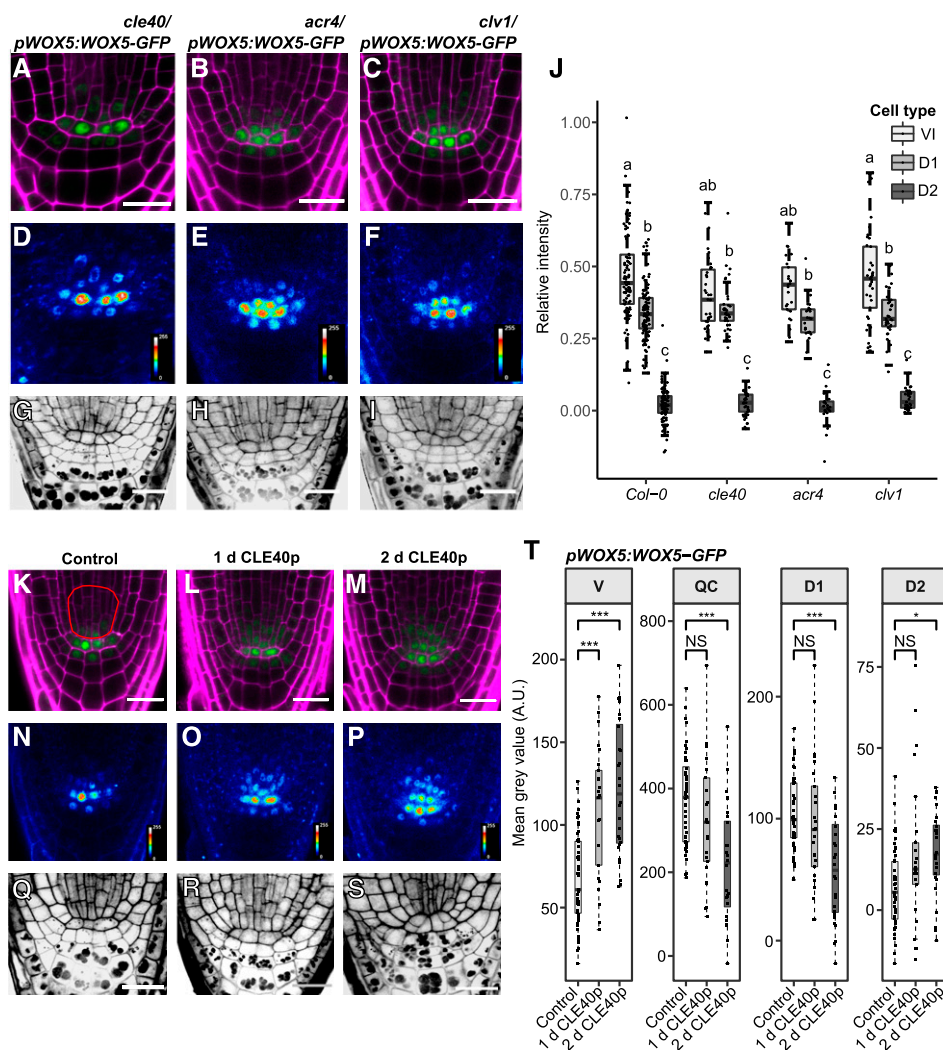 cle40/ acr4/ clv1/
pWOX5:WOX5-GFP pWOX5:WOX5-GFP pWOX5:WOX5-GFP
A B C
D E F
255 255 255
0 0 0
G H I
J
Cell type
VI
D1
D2
Relative intensity
1.00
0.75
0.50
0.25
0.00
a b c ab b c ab b c a b c
Col-0 cle40 acr4 clv1
Control 1 d CLE40p 2 d CLE40p
K L M
N O P
255 255 255
0 0 0
Q R S
T pWOX5:WOX5-GFP
V QC D1 D2
*** *** *** *
*** NS NS NS
Mean grey value (A.U.)
200
150
100
50
800
600
400
200
0
200
100
0
75
50
25
0
Control 1 d CLE40p 2 d CLE40p
Control 1 d CLE40p 2 d CLE40p
Control 1 d CLE40p 2 d CLE40p
Control 1 d CLE40p 2 d CLE40p